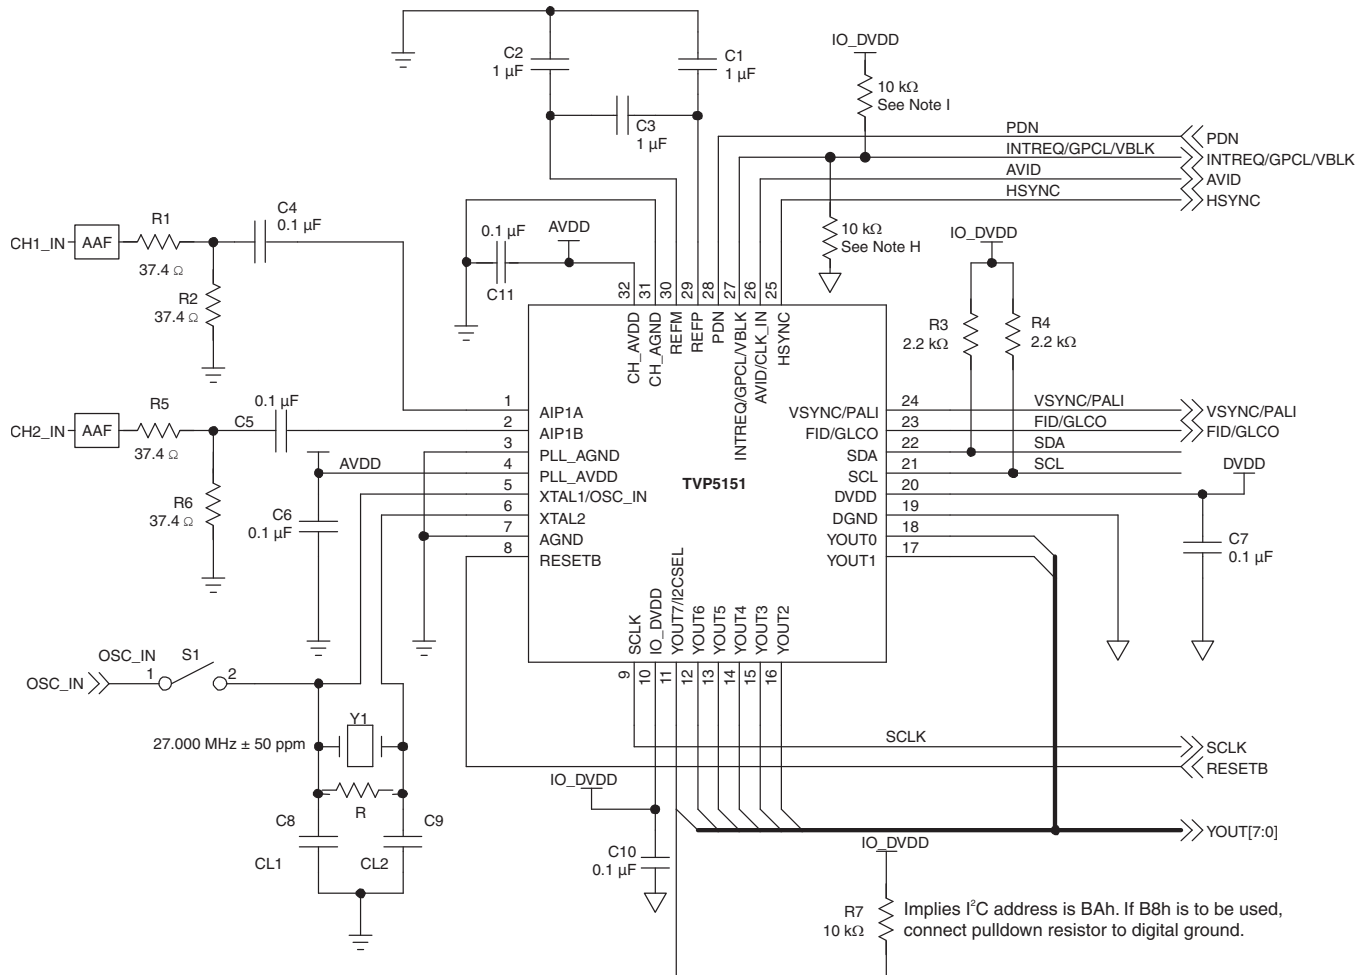 C2
1 µF
C1
1 µF
C3
1 µF
IO_DVDD
10 kΩ
See Note I
PDN
PDN
INTREQ/GPCL/VBLK
INTREQ/GPCL/VBLK
AVID
AVID
HSYNC
HSYNC
10 kΩ
See Note H
CH1_IN
AAF
R1
37.4 Ω
R2
37.4 Ω
C4
0.1 µF
0.1 µF
C11
AVDD
IO_DVDD
R3
2.2 kΩ
R4
2.2 kΩ
32
31
30
29
28
27
26
25
CH_AVDD
CH_AGND
REFM
REFP
PDN
INTREQ/GPCL/VBLK
AVID/CLK_IN
HSYNC
CH2_IN
AAF
R5
37.4 Ω
C5
0.1 µF
R6
37.4 Ω
AVDD
C6
0.1 µF
1
2
3
4
5
6
7
8
AIP1A
AIP1B
PLL_AGND
PLL_AVDD
XTAL1/OSC_IN
XTAL2
AGND
RESETB
TVP5151
VSYNC/PALI
FID/GLCO
SDA
SCL
DVDD
DGND
YOUT0
YOUT1
24
23
22
21
20
19
18
17
VSYNC/PALI
VSYNC/PALI
FID/GLCO
FID/GLCO
SDA
SCL
DVDD
C7
0.1 µF
SCLK
IO_DVDD
YOUT7/I2CSEL
YOUT6
YOUT5
YOUT4
YOUT3
YOUT2
9
10
11
12
13
14
15
16
OSC_IN
OSC_IN
1
S1
2
Y1
27.000 MHz ± 50 ppm
R
C8
CL1
C9
CL2
SCLK
SCLK
RESETB
IO_DVDD
C10
0.1 µF
YOUT[7:0]
IO_DVDD
R7
10 kΩ
Implies I²C address is BAh. If B8h is to be used,
connect pulldown resistor to digital ground.